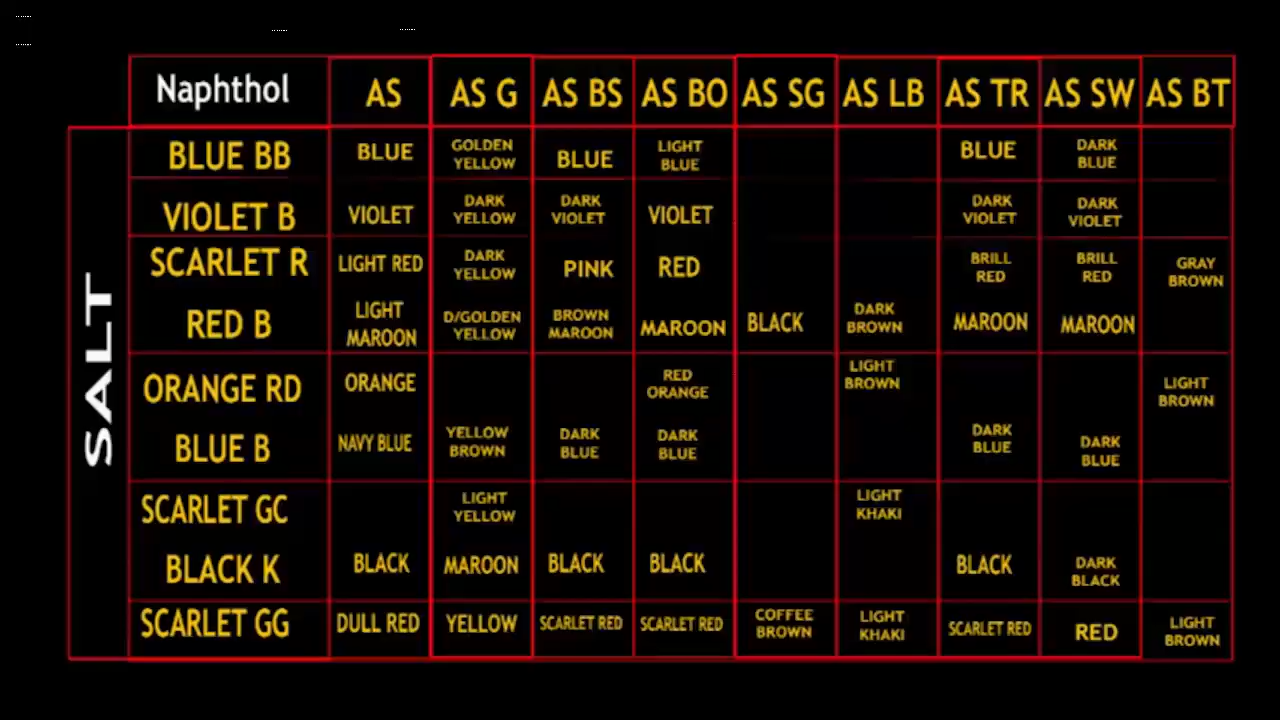 Naphthol AS AS G AS BS AS BO AS SG AS LB AS TR AS SW AS BT
SALT
BLUE BB BLUE GOLDEN YELLOW BLUE LIGHT BLUE BLUE DARK BLUE
VIOLET B VIOLET DARK YELLOW DARK VIOLET VIOLET DARK VIOLET DARK VIOLET
SCARLET R LIGHT RED DARK YELLOW PINK RED BRILL RED BRILL RED GRAY BROWN
RED B LIGHT MAROON D/GOLDEN YELLOW BROWN MAROON MAROON BLACK DARK BROWN MAROON MAROON
ORANGE RD ORANGE RED ORANGE LIGHT BROWN LIGHT BROWN
BLUE B NAVY BLUE YELLOW BROWN DARK BLUE DARK BLUE DARK BLUE DARK BLUE
SCARLET GC LIGHT YELLOW LIGHT KHAKI
BLACK K BLACK MAROON BLACK BLACK BLACK DARK BLACK
SCARLET GG DULL RED YELLOW SCARLET RED SCARLET RED COFFEE BROWN LIGHT KHAKI SCARLET RED RED LIGHT BROWN